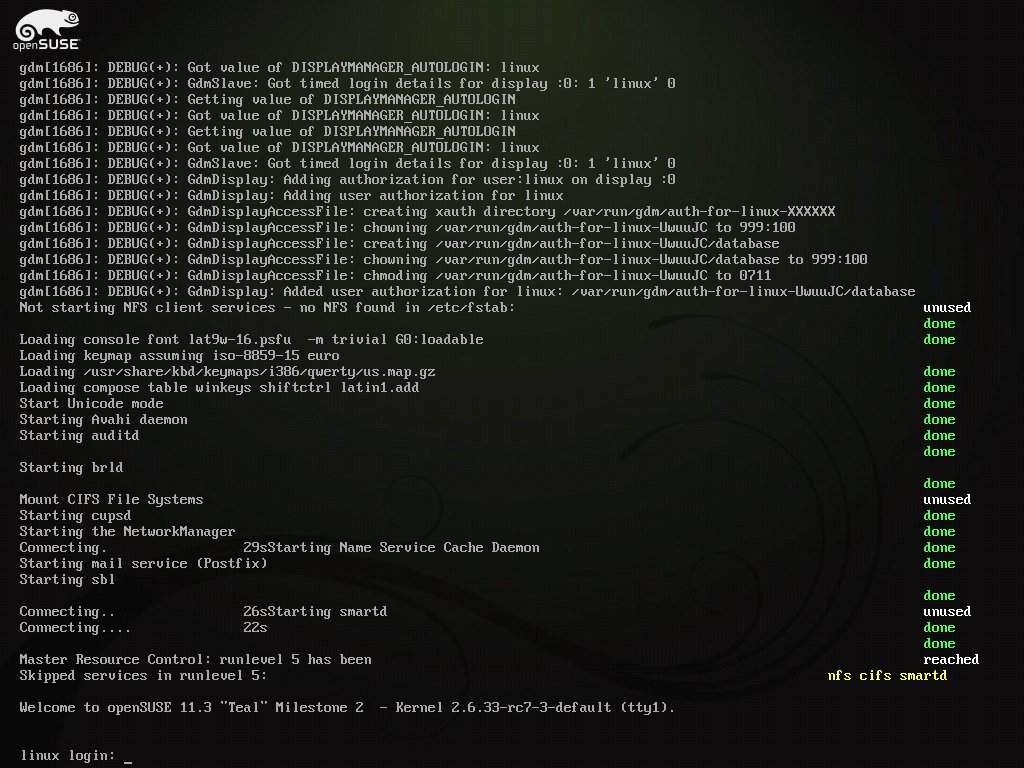 openSUSE
gdm[1686]: DEBUG(+): Got value of DISPLAYMANAGER_AUTOLOGIN: linux
gdm[1686]: DEBUG(+): GdmSlave: Got timed login details for display :0: 1 'linux' 0
gdm[1686]: DEBUG(+): Getting value of DISPLAYMANAGER_AUTOLOGIN
gdm[1686]: DEBUG(+): Got value of DISPLAYMANAGER_AUTOLOGIN: linux
gdm[1686]: DEBUG(+): Getting value of DISPLAYMANAGER_AUTOLOGIN
gdm[1686]: DEBUG(+): Got value of DISPLAYMANAGER_AUTOLOGIN: linux
gdm[1686]: DEBUG(+): GdmSlave: Got timed login details for display :0: 1 'linux' 0
gdm[1686]: DEBUG(+): GdmDisplay: Adding authorization for user:linux on display :0
gdm[1686]: DEBUG(+): GdmDisplay: Adding user authorization for linux
gdm[1686]: DEBUG(+): GdmDisplayAccessFile: creating xauth directory /var/run/gdm/auth-for-linux-XXXXXX
gdm[1686]: DEBUG(+): GdmDisplayAccessFile: chowning /var/run/gdm/auth-for-linux-UwuuJC to 999:100
gdm[1686]: DEBUG(+): GdmDisplayAccessFile: creating /var/run/gdm/auth-for-linux-UwuuJC/database
gdm[1686]: DEBUG(+): GdmDisplayAccessFile: chowning /var/run/gdm/auth-for-linux-UwuuJC/database to 999:100
gdm[1686]: DEBUG(+): GdmDisplayAccessFile: chmoding /var/run/gdm/auth-for-linux-UwuuJC to 0711
gdm[1686]: DEBUG(+): GdmDisplay: Added user authorization for linux: /var/run/gdm/auth-for-linux-UwuuJC/database
Not starting NFS client services - no NFS found in /etc/fstab: unused
done
Loading console font lat9w-16.psfu  -m trivial G0:loadable done
Loading keymap assuming iso-8859-15 euro
Loading /usr/share/kbd/keymaps/i386/qwerty/us.map.gz done
Loading compose table winkeys shiftctrl latin1.add done
Start Unicode mode done
Starting Avahi daemon done
Starting auditd done
done
Starting brld
done
Mount CIFS File Systems unused
Starting cupsd done
Starting the NetworkManager done
Connecting. 29sStarting Name Service Cache Daemon done
Starting mail service (Postfix) done
Starting sbl
done
Connecting.. 26sStarting smartd unused
Connecting.... 22s done
done
Master Resource Control: runlevel 5 has been reached
Skipped services in runlevel 5: nfs cifs smartd
Welcome to openSUSE 11.3 "Teal" Milestone 2  - Kernel 2.6.33-rc7-3-default (tty1).
linux login: _